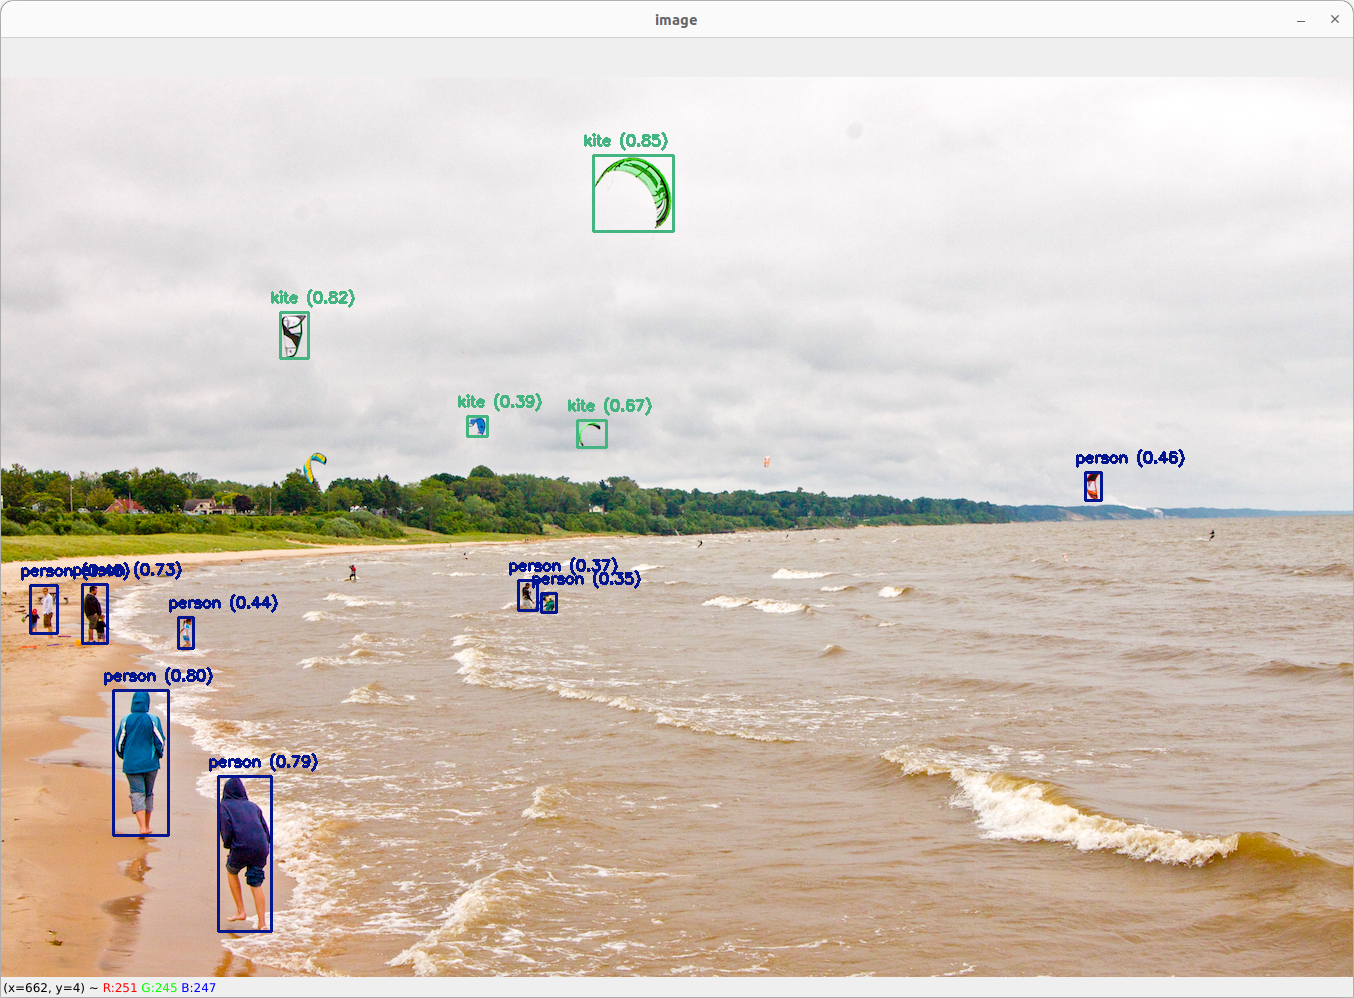 image
kite (0.85)
kite (0.82)
kite (0.39)
kite (0.67)
person (0.46)
person (0.37)
person (0.35)
person
(0.73)
person (0.44)
person (0.80)
person (0.79)
(x=662, y=4) ~ R:251 G:245 B:247